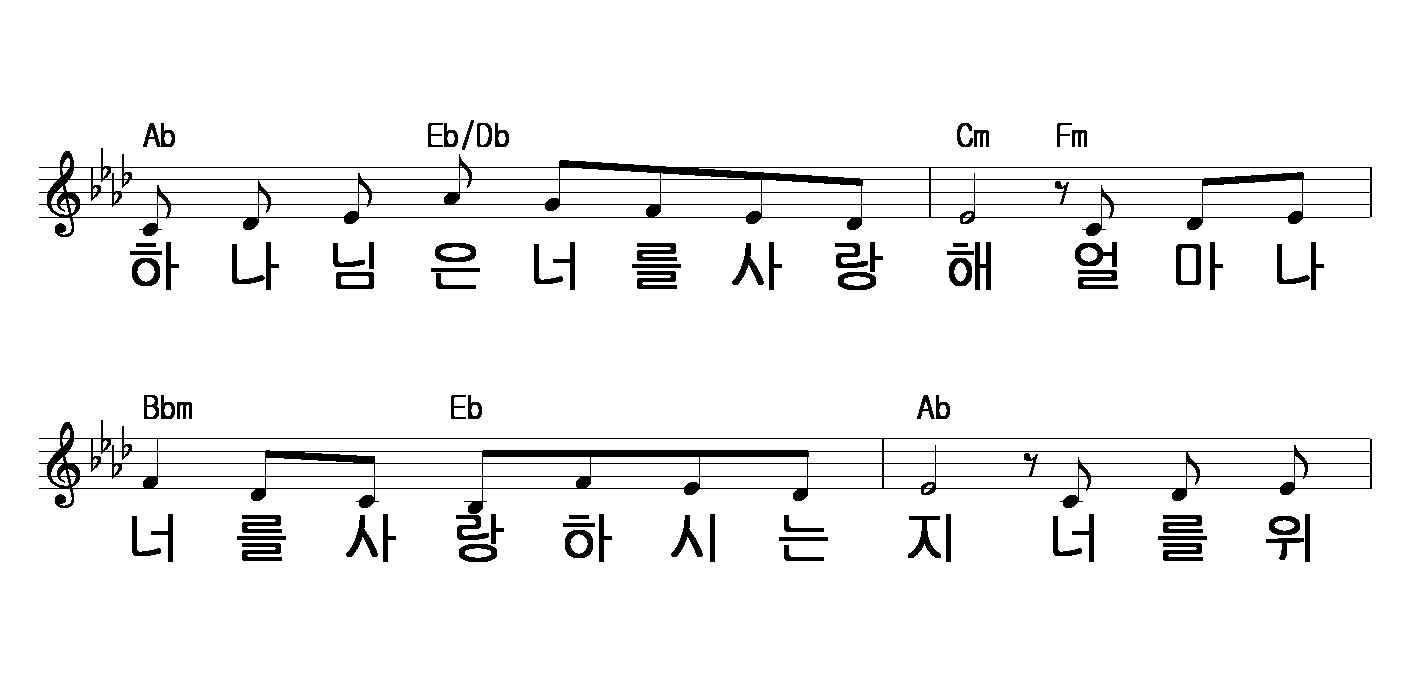 Ab Eb/Db Cm Fm
하 나 님 은 너 를 사 랑 해 얼 마 나
Bbm Eb Ab
너 를 사 랑 하 시 는 지 너 를 위